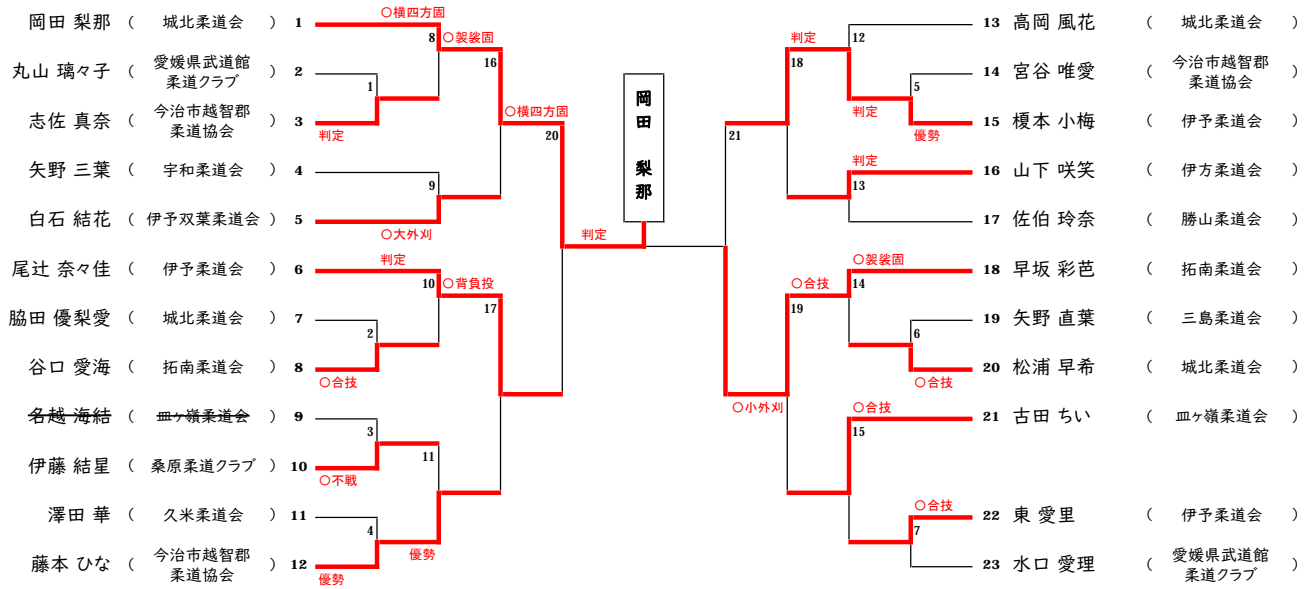 岡田 梨那 ( 城北柔道会 ) 1
丸山 璃々子 ( 愛媛県武道館 柔道クラブ ) 2
志佐 真奈 ( 今治市越智郡 柔道協会 ) 3
矢野 三葉 ( 宇和柔道会 ) 4
白石 結花 ( 伊予双葉柔道会 ) 5
尾辻 奈々佳 ( 伊予柔道会 ) 6
脇田 優梨愛 ( 城北柔道会 ) 7
谷口 愛海 ( 拓南柔道会 ) 8
名越 海結 ( 皿ヶ嶺柔道会 ) 9
伊藤 結星 ( 桑原柔道クラブ ) 10
澤田 華 ( 久米柔道会 ) 11
藤本 ひな ( 今治市越智郡 柔道協会 ) 12
〇横四方固
8
〇袈裟固
16
1
判定
〇横四方固
20
9
〇大外刈
判定
判定
10
〇背負投
17
2
〇合技
3
〇不戦
11
4
優勢
優勢
岡田 梨那
21
判定
18
12
5
判定
優勢
判定
13
〇袈裟固
14
〇合技
19
6
〇合技
〇小外刈
〇合技
15
〇合技
7
13 高岡 風花 ( 城北柔道会 )
14 宮谷 唯愛 ( 今治市越智郡 柔道協会 )
15 榎本 小梅 ( 伊予柔道会 )
16 山下 咲笑 ( 伊方柔道会 )
17 佐伯 玲奈 ( 勝山柔道会 )
18 早坂 彩芭 ( 拓南柔道会 )
19 矢野 直葉 ( 三島柔道会 )
20 松浦 早希 ( 城北柔道会 )
21 古田 ちい ( 皿ヶ嶺柔道会 )
22 東 愛里 ( 伊予柔道会 )
23 水口 愛理 ( 愛媛県武道館 柔道クラブ )